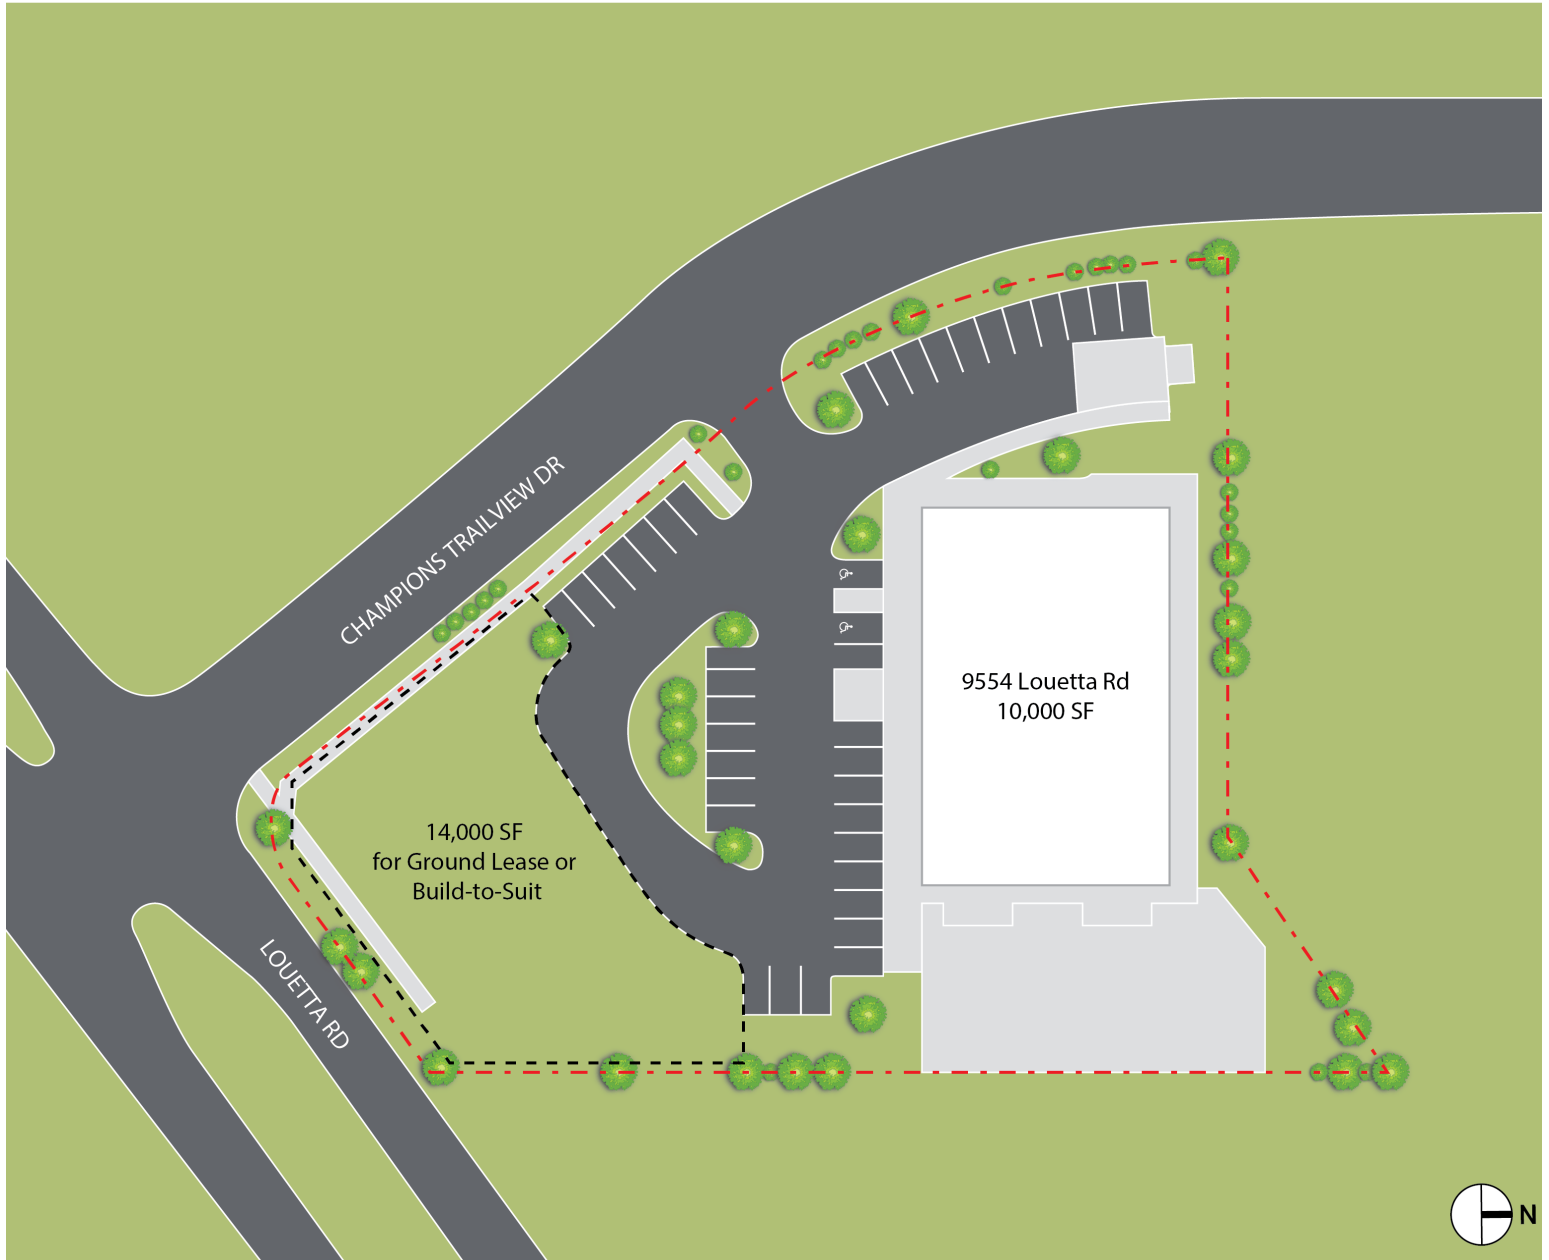 CHAMPIONS TRAILVIEW DR
9554 Louetta Rd
10,000 SF
14,000 SF
for Ground Lease or
Build-to-Suit
LOUETTA RD
N